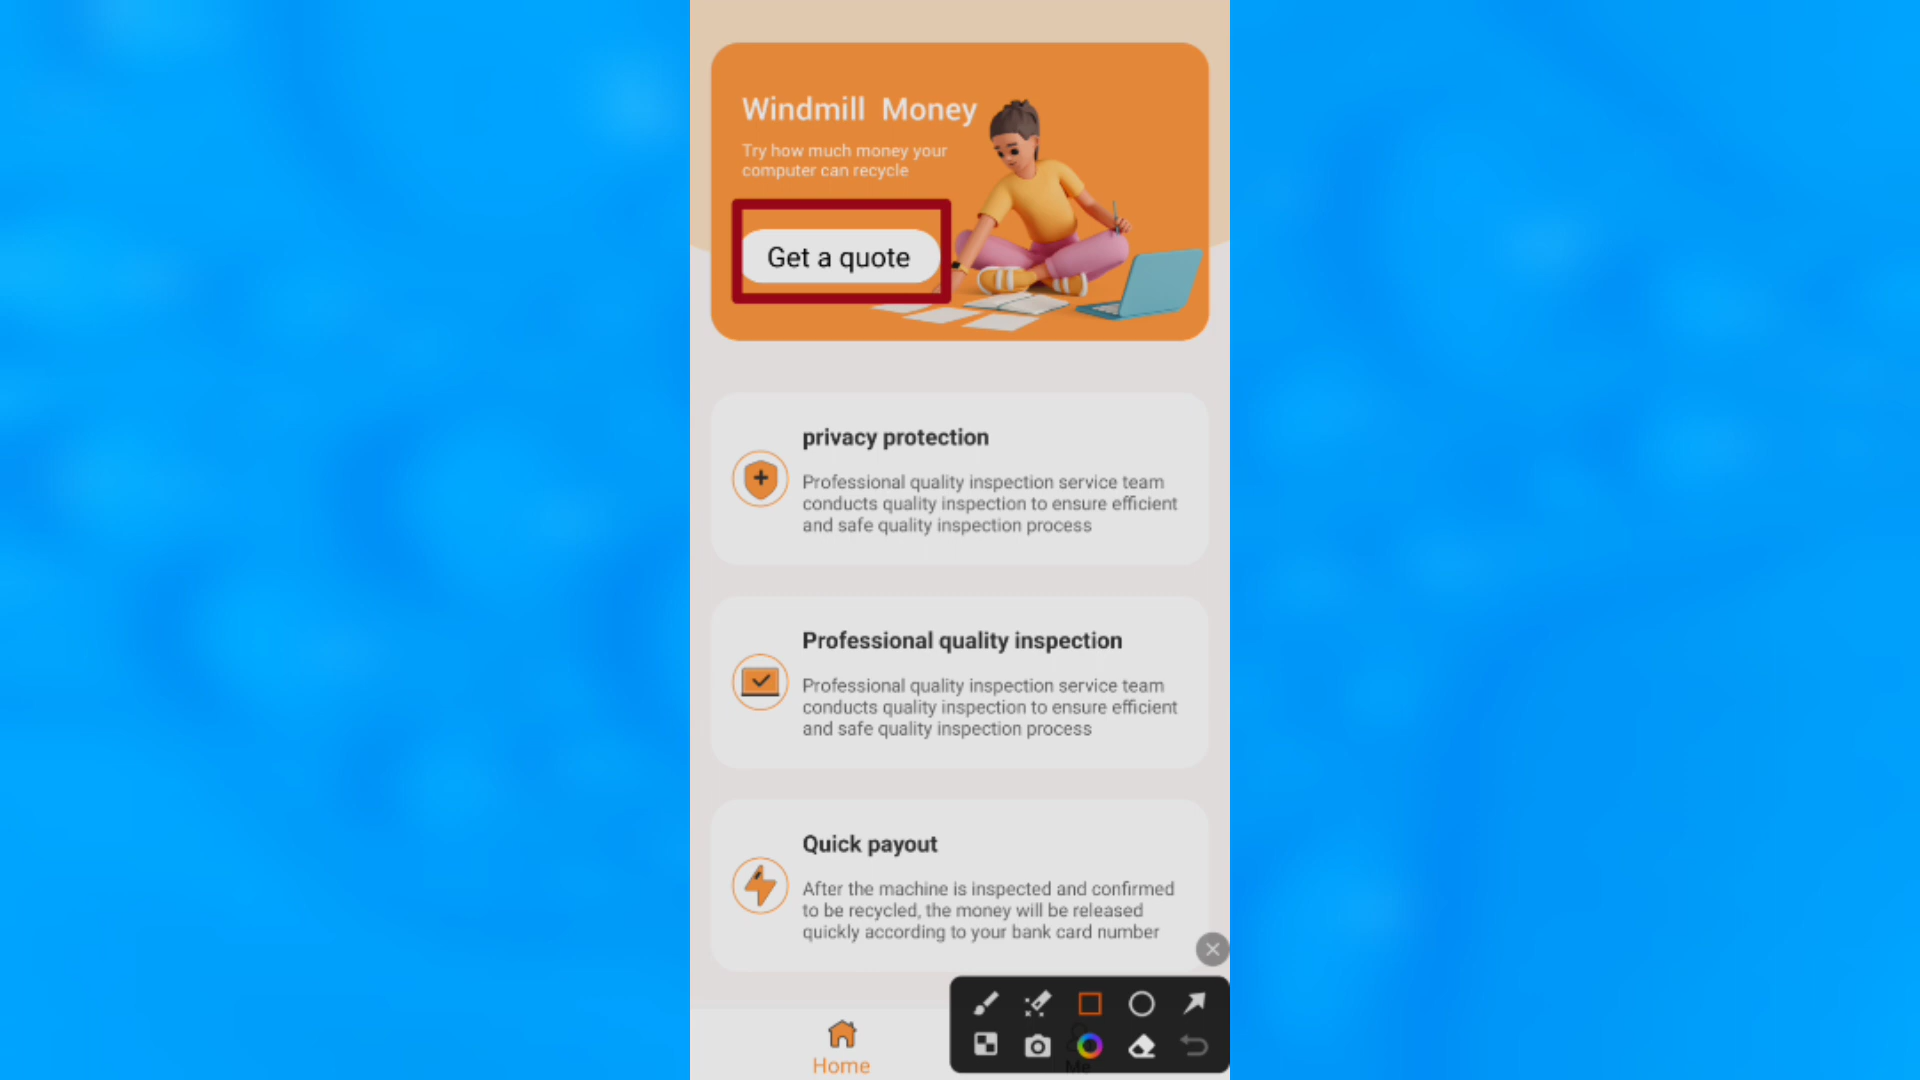 Windmill Money
Try how much money your
computer can recycle
Get a quote
privacy protection
Professional quality inspection service team
conducts quality inspection to ensure efficient
and safe quality inspection process
Professional quality inspection
Professional quality inspection service team
conducts quality inspection to ensure efficient
and safe quality inspection process
Quick payout
After the machine is inspected and confirmed
to be recycled, the money will be released
quickly according to your bank card number
Home
Me